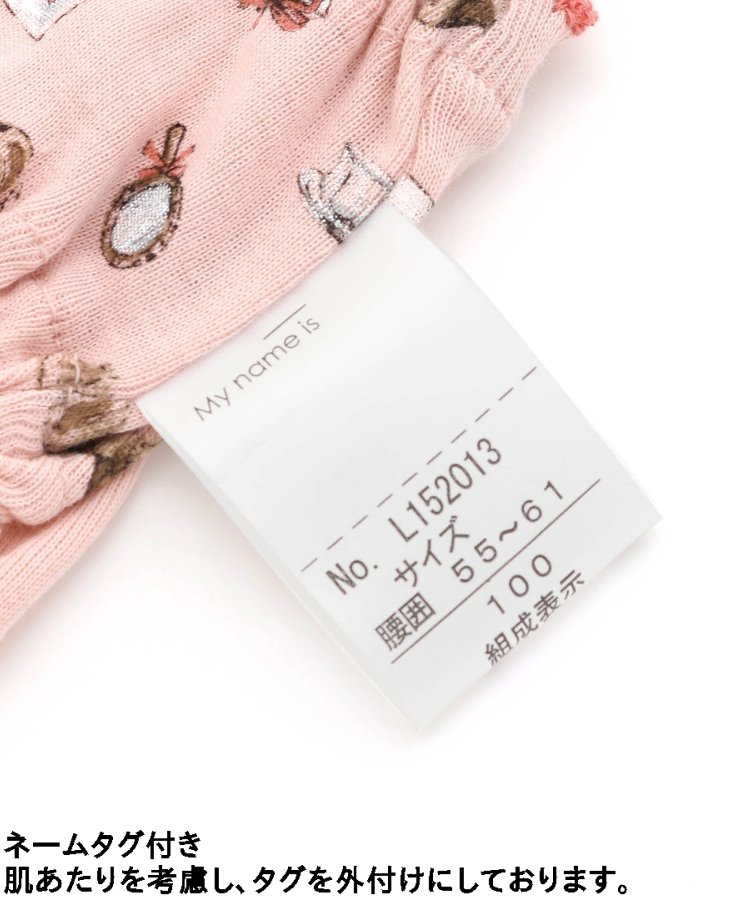 My name is
No. L152013
サイズ
腰囲 55～61
100
組成表示
ネームタグ付き
肌あたりを考慮し、タグを外付けにしております。